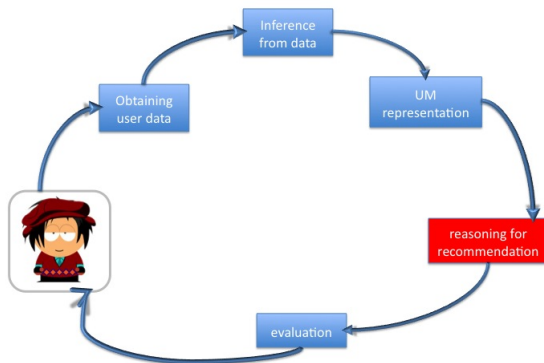 Inference
from data
Obtaining
user data
UM
representation
reasoning for
recommendation
evaluation